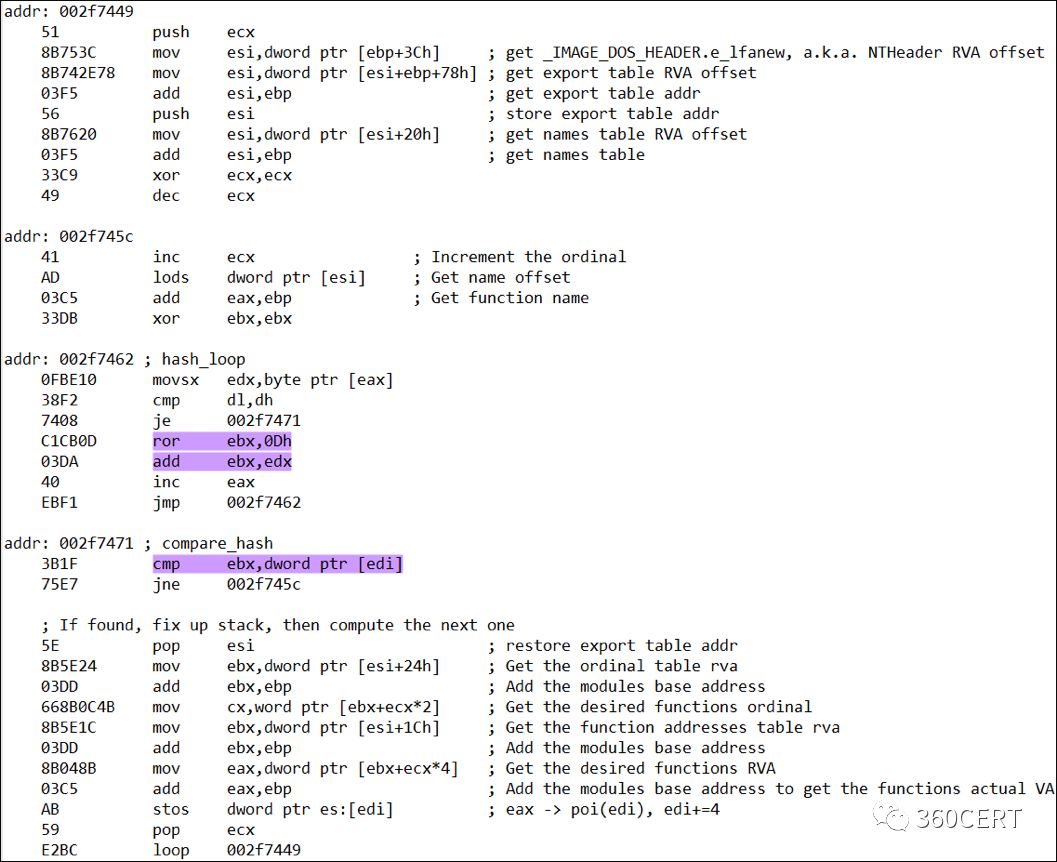 addr: 002f7449
51 push ecx
8B753C mov esi,dword ptr [ebp+3Ch] ; get _IMAGE_DOS_HEADER.e_lfanew, a.k.a. NTHeader RVA offset
8B742E78 mov esi,dword ptr [esi+ebp+78h] ; get export table RVA offset
03F5 add esi,ebp ; get export table addr
56 push esi ; store export table addr
8B7620 mov esi,dword ptr [esi+20h] ; get names table RVA offset
03F5 add esi,ebp ; get names table
33C9 xor ecx,ecx
49 dec ecx
addr: 002f745c
41 inc ecx ; Increment the ordinal
AD lods dword ptr [esi] ; Get name offset
03C5 add eax,ebp ; Get function name
33DB xor ebx,ebx
addr: 002f7462 ; hash_loop
0FBE10 movsx edx,byte ptr [eax]
38F2 cmp dl,dh
7408 je 002f7471
C1CB0D ror ebx,0Dh
03DA add ebx,edx
40 inc eax
EBF1 jmp 002f7462
addr: 002f7471 ; compare_hash
3B1F cmp ebx,dword ptr [edi]
75E7 jne 002f745c
; If found, fix up stack, then compute the next one
5E pop esi ; restore export table addr
8B5E24 mov ebx,dword ptr [esi+24h] ; Get the ordinal table rva
03DD add ebx,ebp ; Add the modules base address
668B0C4B mov cx,word ptr [ebx+ecx*2] ; Get the desired functions ordinal
8B5E1C mov ebx,dword ptr [esi+1Ch] ; Get the function addresses table rva
03DD add ebx,ebp ; Add the modules base address
8B048B mov eax,dword ptr [ebx+ecx*4] ; Get the desired functions RVA
03C5 add eax,ebp ; Add the modules base address to get the functions actual VA
AB stos dword ptr es:[edi] ; eax -> poi(edi), edi+=4
59 pop ecx
E2BC loop 002f7449
360CERT